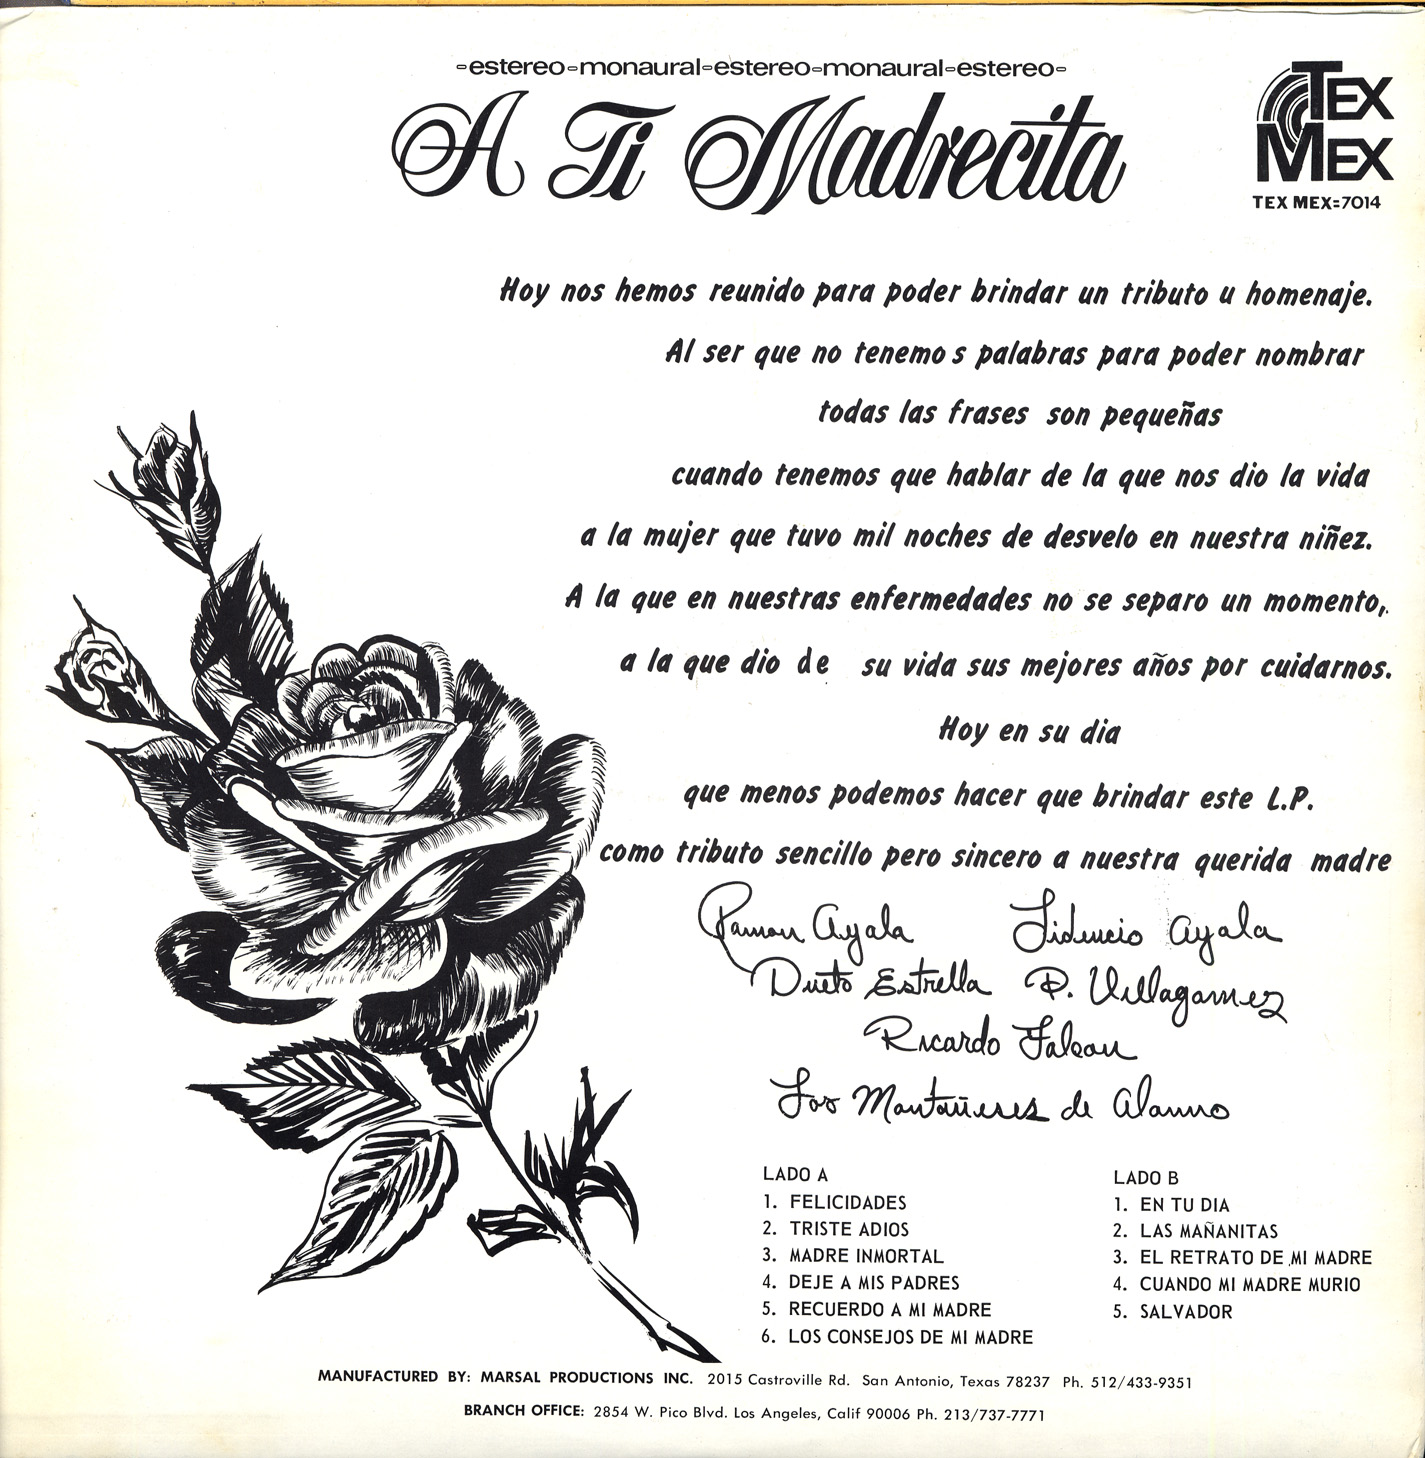 -estereo-monaural-estereo-monaural-estereo-
A Ti Madrecita
TEX
MEX
TEX MEX=7014
Hoy nos hemos reunido para poder brindar un tributo u homenaje.
Al ser que no tenemos palabras para poder nombrar
todas las frases son pequeñas
cuando tenemos que hablar de la que nos dio la vida
a la mujer que tuvo mil noches de desvelo en nuestra niñez.
A la que en nuestras enfermedades no se separo un momento,
a la que dio de su vida sus mejores años por cuidarnos.
Hoy en su dia
que menos podemos hacer que brindar este L.P.
como tributo sencillo pero sincero a nuestra querida madre
Ramon Ayala Fidencio Ayala
Dueto Estrella P. Villagomez
Ricardo Falcon
Los Montañeses de Alamo
LADO A
1. FELICIDADES
2. TRISTE ADIOS
3. MADRE INMORTAL
4. DEJE A MIS PADRES
5. RECUERDO A MI MADRE
6. LOS CONSEJOS DE MI MADRE
LADO B
1. EN TU DIA
2. LAS MAÑANITAS
3. EL RETRATO DE MI MADRE
4. CUANDO MI MADRE MURIO
5. SALVADOR
MANUFACTURED BY: MARSAL PRODUCTIONS INC. 2015 Castroville Rd. San Antonio, Texas 78237 Ph. 512/433-9351
BRANCH OFFICE: 2854 W. Pico Blvd. Los Angeles, Calif 90006 Ph. 213/737-7771